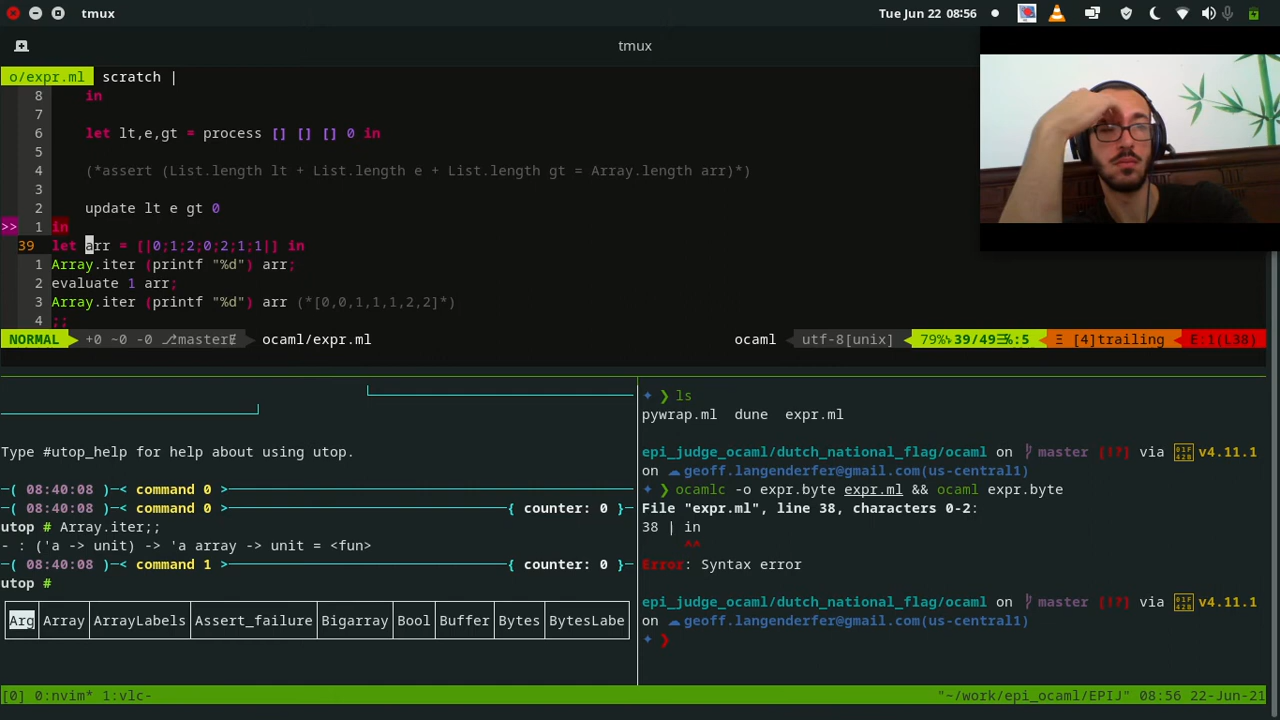 tmux
Tue Jun 22 08:56
tmux
o/expr.ml scratch |
8 in
7
6 let lt,e,gt = process [] [] [] 0 in
5
4 (*assert (List.length lt + List.length e + List.length gt = Array.length arr)*)
3
2 update lt e gt 0
>> 1 in
39 let arr = [|0;1;2;0;2;1;1|] in
1 Array.iter (printf "%d") arr;
2 evaluate 1 arr;
3 Array.iter (printf "%d") arr (*[0,0,1,1,1,2,2]*)
4 ;;
NORMAL +0 ~0 -0 ocaml/expr.ml ocaml utf-8[unix] 79% 39/49 :5 Ξ [4]trailing E:1(L38)
Type #utop_help for help about using utop.
─( 08:40:08 )─< command 0 >─
─( 08:40:08 )─< command 0 >─{ counter: 0 }─
utop # Array.iter;;
- : ('a -> unit) -> 'a array -> unit = <fun>
─( 08:40:08 )─< command 1 >─{ counter: 0 }─
utop #
Arg│Array│ArrayLabels│Assert_failure│Bigarray│Bool│Buffer│Bytes│BytesLabe
✦ ❯ ls
pywrap.ml dune expr.ml
epi_judge_ocaml/dutch_national_flag/ocaml on master [!?] via v4.11.1
on ☁ geoff.langenderfer@gmail.com(us-central1)
✦ ❯ ocamlc -o expr.byte expr.ml && ocaml expr.byte
File "expr.ml", line 38, characters 0-2:
38 | in
^^
Error: Syntax error
epi_judge_ocaml/dutch_national_flag/ocaml on master [!?] via v4.11.1
on ☁ geoff.langenderfer@gmail.com(us-central1)
✦ ❯
[0] 0:nvim* 1:vlc- "~/work/epi_ocaml/EPIJ" 08:56 22-Jun-21